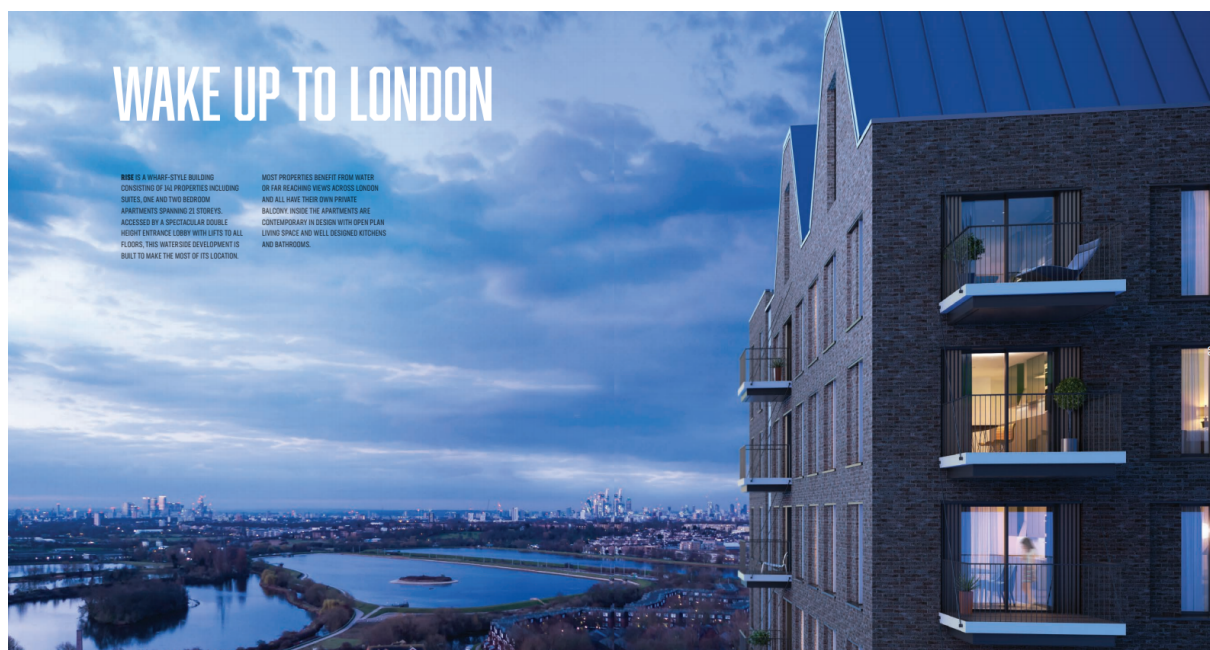 WAKE UP TO LONDON
RISE IS A WHARF-STYLE BUILDING
CONSISTING OF 141 PROPERTIES INCLUDING
SUITES, ONE AND TWO BEDROOM
APARTMENTS SPANNING 21 STOREYS.
ACCESSED BY A SPECTACULAR DOUBLE
HEIGHT ENTRANCE LOBBY WITH LIFTS TO ALL
FLOORS, THIS WATERSIDE DEVELOPMENT IS
BUILT TO MAKE THE MOST OF ITS LOCATION.
MOST PROPERTIES BENEFIT FROM WATER
OR FAR REACHING VIEWS ACROSS LONDON
AND ALL HAVE THEIR OWN PRIVATE
BALCONY. INSIDE THE APARTMENTS ARE
CONTEMPORARY IN DESIGN WITH OPEN PLAN
LIVING SPACE AND WELL DESIGNED KITCHENS
AND BATHROOMS.